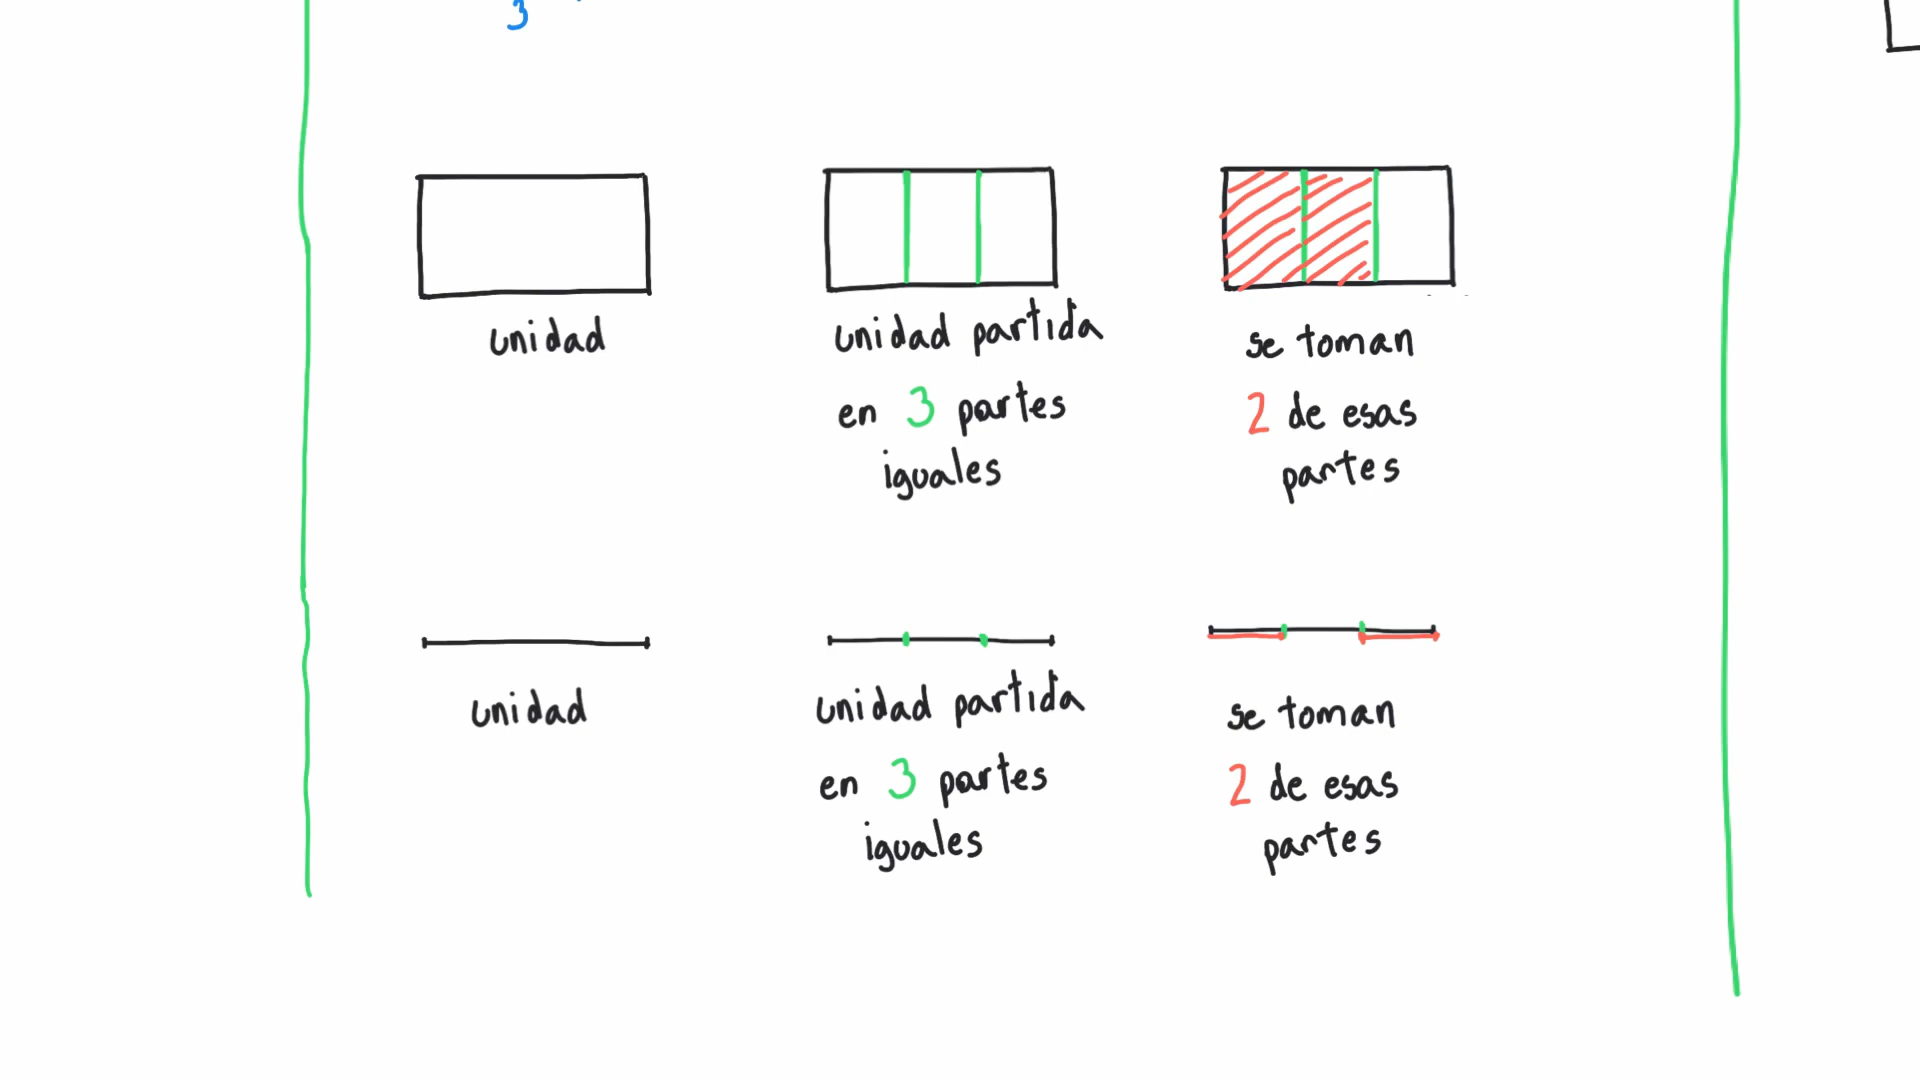 3
unidad
unidad partida
en 3 partes
iguales
se toman
2 de esas
partes
unidad
unidad partida
en 3 partes
iguales
se toman
2 de esas
partes